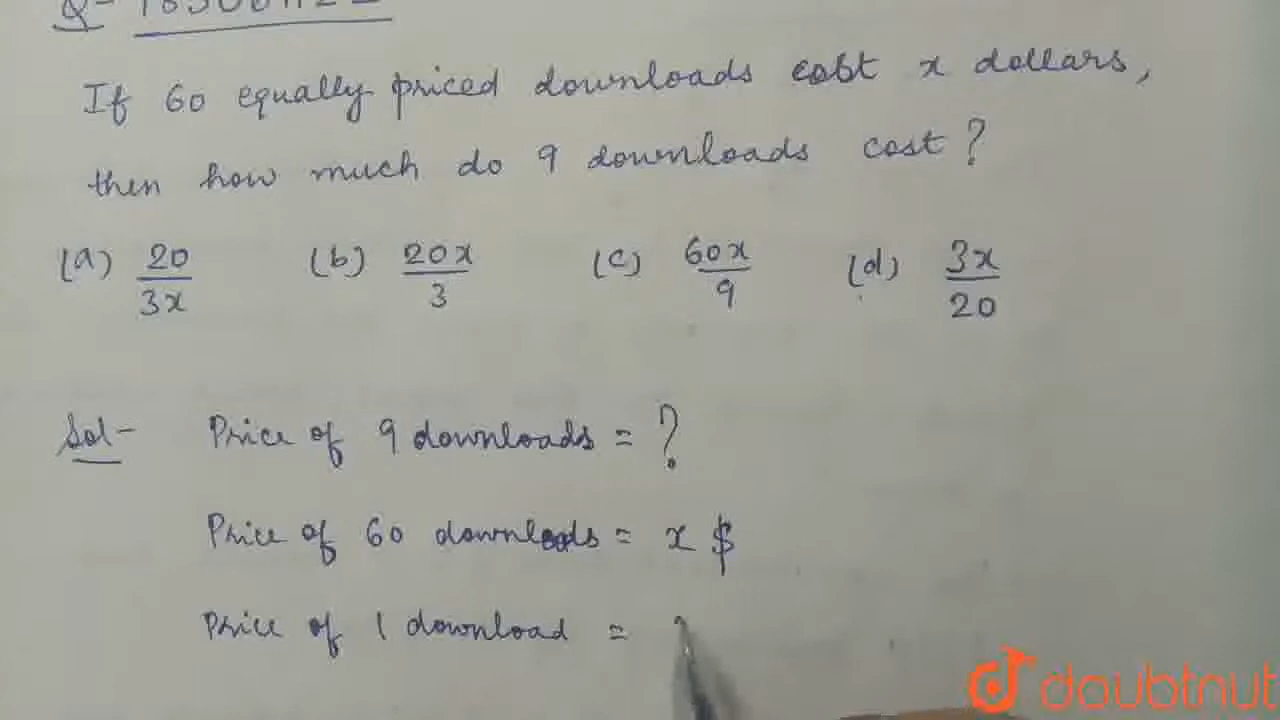 Q-
If 60 equally priced downloads cost x dollars,
then how much do 9 downloads cost?
(a) 20/3x (b) 20x/3 (c) 60x/9 (d) 3x/20
Sol- Price of 9 downloads = ?
Price of 60 downloads = x $
Price of 1 download =
doubtnut